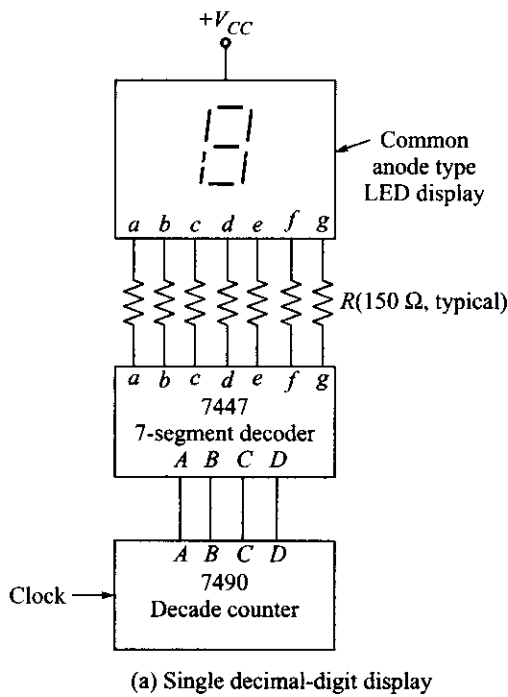 +V_CC
Common
anode type
LED display
a b c d e f g
R(150 Ω, typical)
a b c d e f g
7447
7-segment decoder
A B C D
A B C D
7490
Clock
Decade counter
(a) Single decimal-digit display